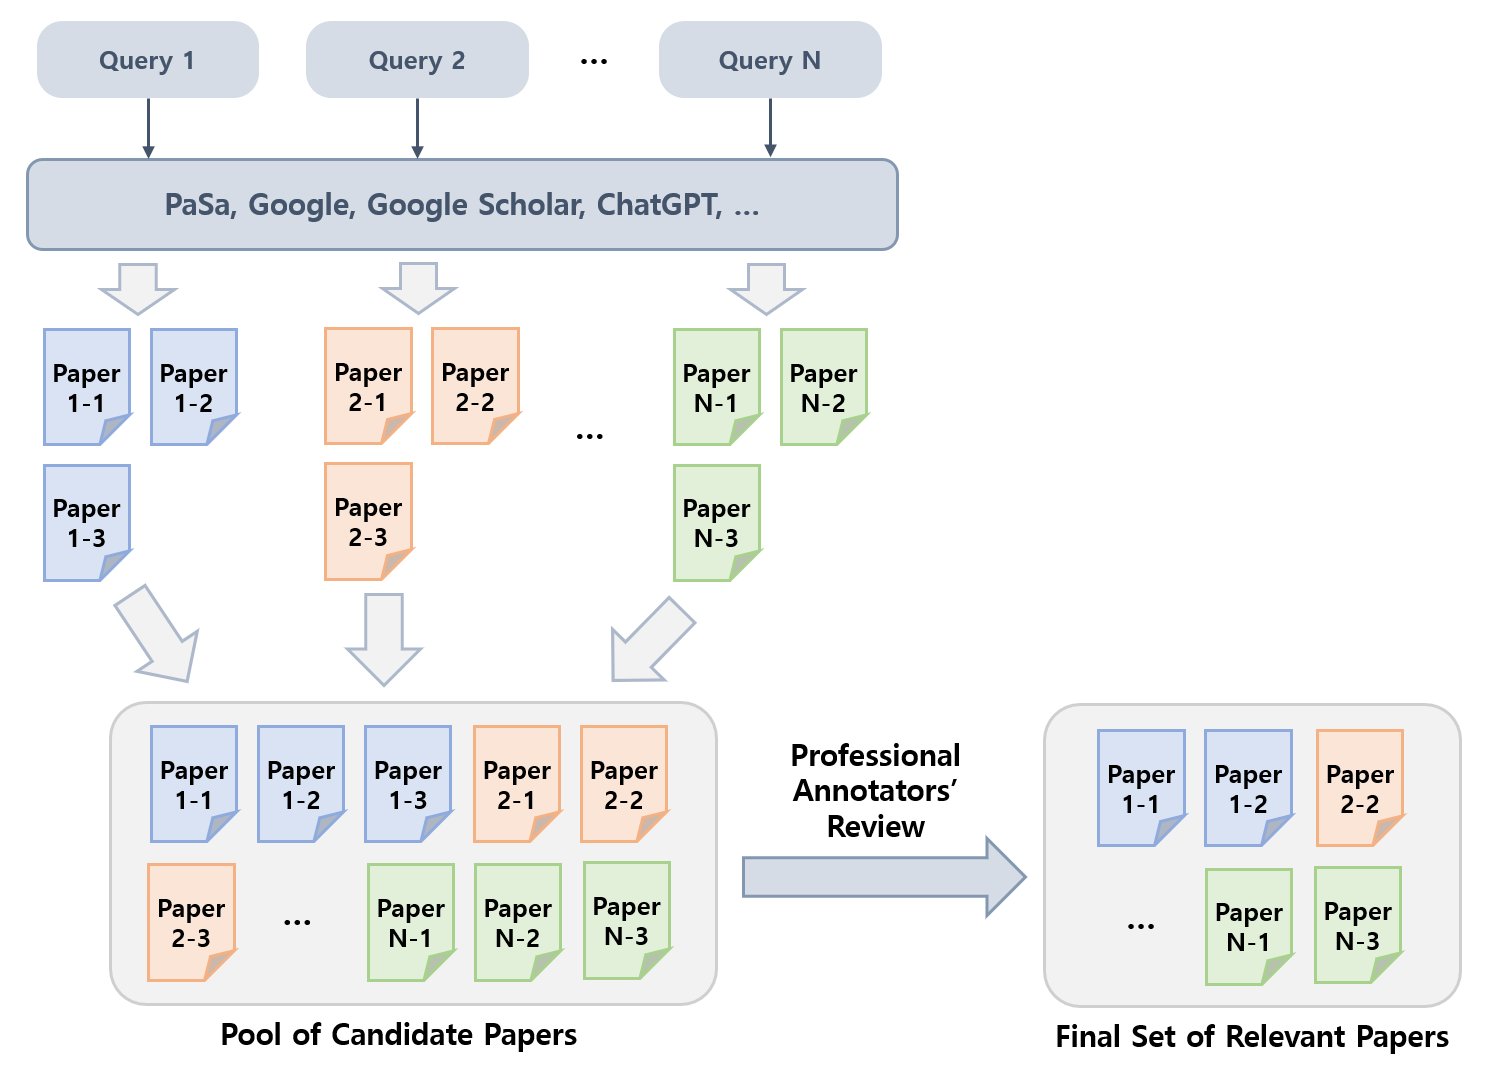 Query 1
Query 2
...
Query N
PaSa, Google, Google Scholar, ChatGPT, ...
Paper
1-1
Paper
1-2
Paper
2-1
Paper
2-2
Paper
N-1
Paper
N-2
...
Paper
1-3
Paper
2-3
Paper
N-3
Paper
1-1
Paper
1-2
Paper
1-3
Paper
2-1
Paper
2-2
Paper
2-3
...
Paper
N-1
Paper
N-2
Paper
N-3
Pool of Candidate Papers
Professional
Annotators’
Review
Paper
1-1
Paper
1-2
Paper
2-2
...
Paper
N-1
Paper
N-3
Final Set of Relevant Papers